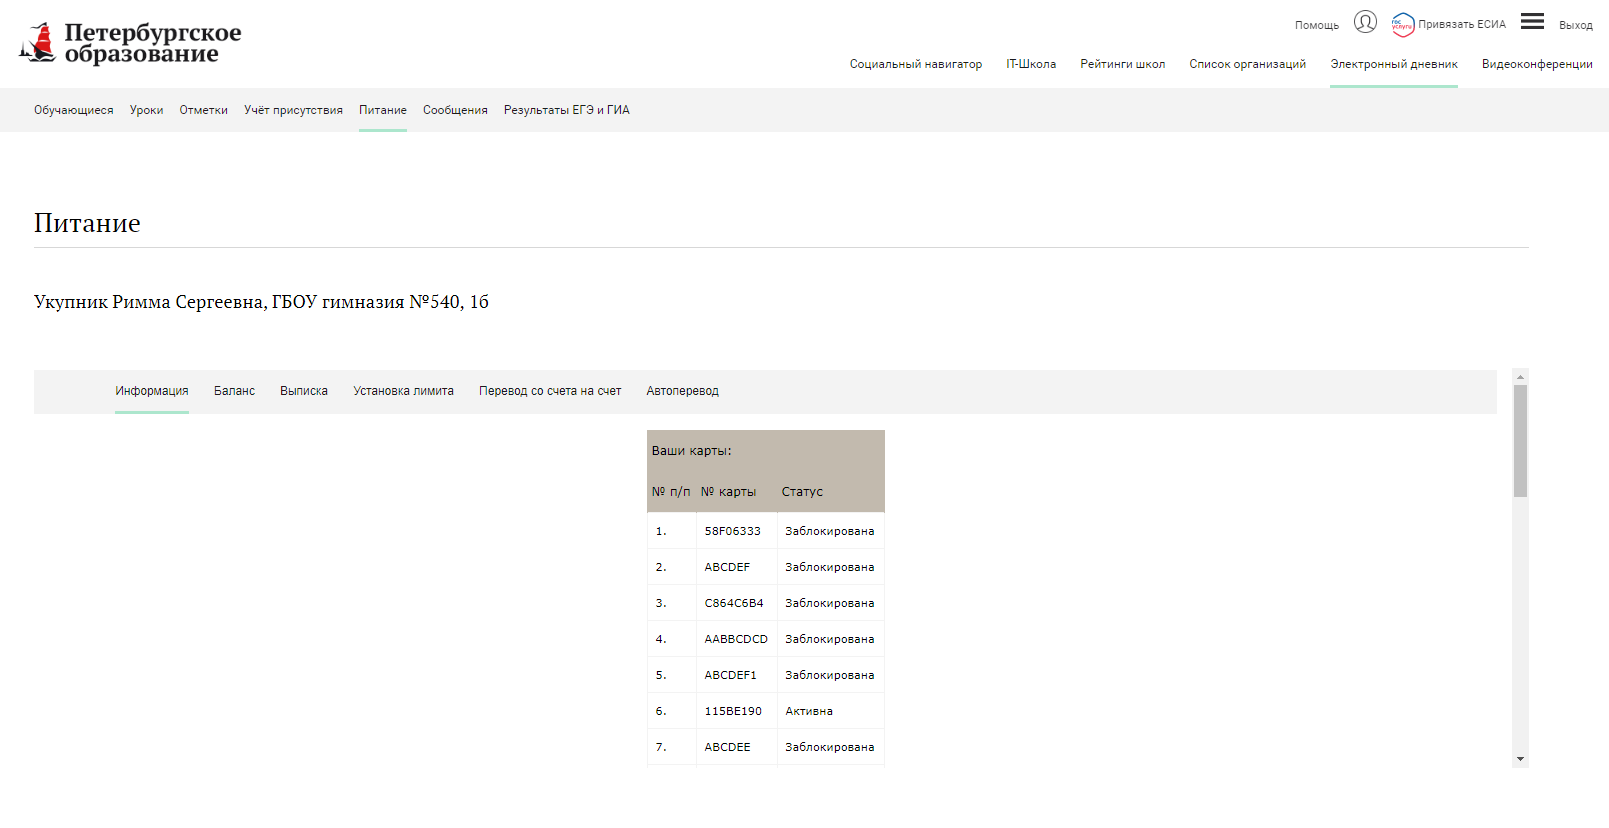 Петербургское
образование
Помощь
гос
услуги
Привязать ЕСИА
Выход
Социальный навигатор IT-Школа Рейтинги школ Список организаций Электронный дневник Видеоконференции
Обучающиеся Уроки Отметки Учёт присутствия Питание Сообщения Результаты ЕГЭ и ГИА
Питание
Укупник Римма Сергеевна, ГБОУ гимназия №540, 1б
Информация Баланс Выписка Установка лимита Перевод со счета на счет Автоперевод
Ваши карты:
№ п/п № карты Статус
1. 58F06333 Заблокирована
2. ABCDEF Заблокирована
3. C864C6B4 Заблокирована
4. AABBCDCD Заблокирована
5. ABCDEF1 Заблокирована
6. 115BE190 Активна
7. ABCDEE Заблокирована